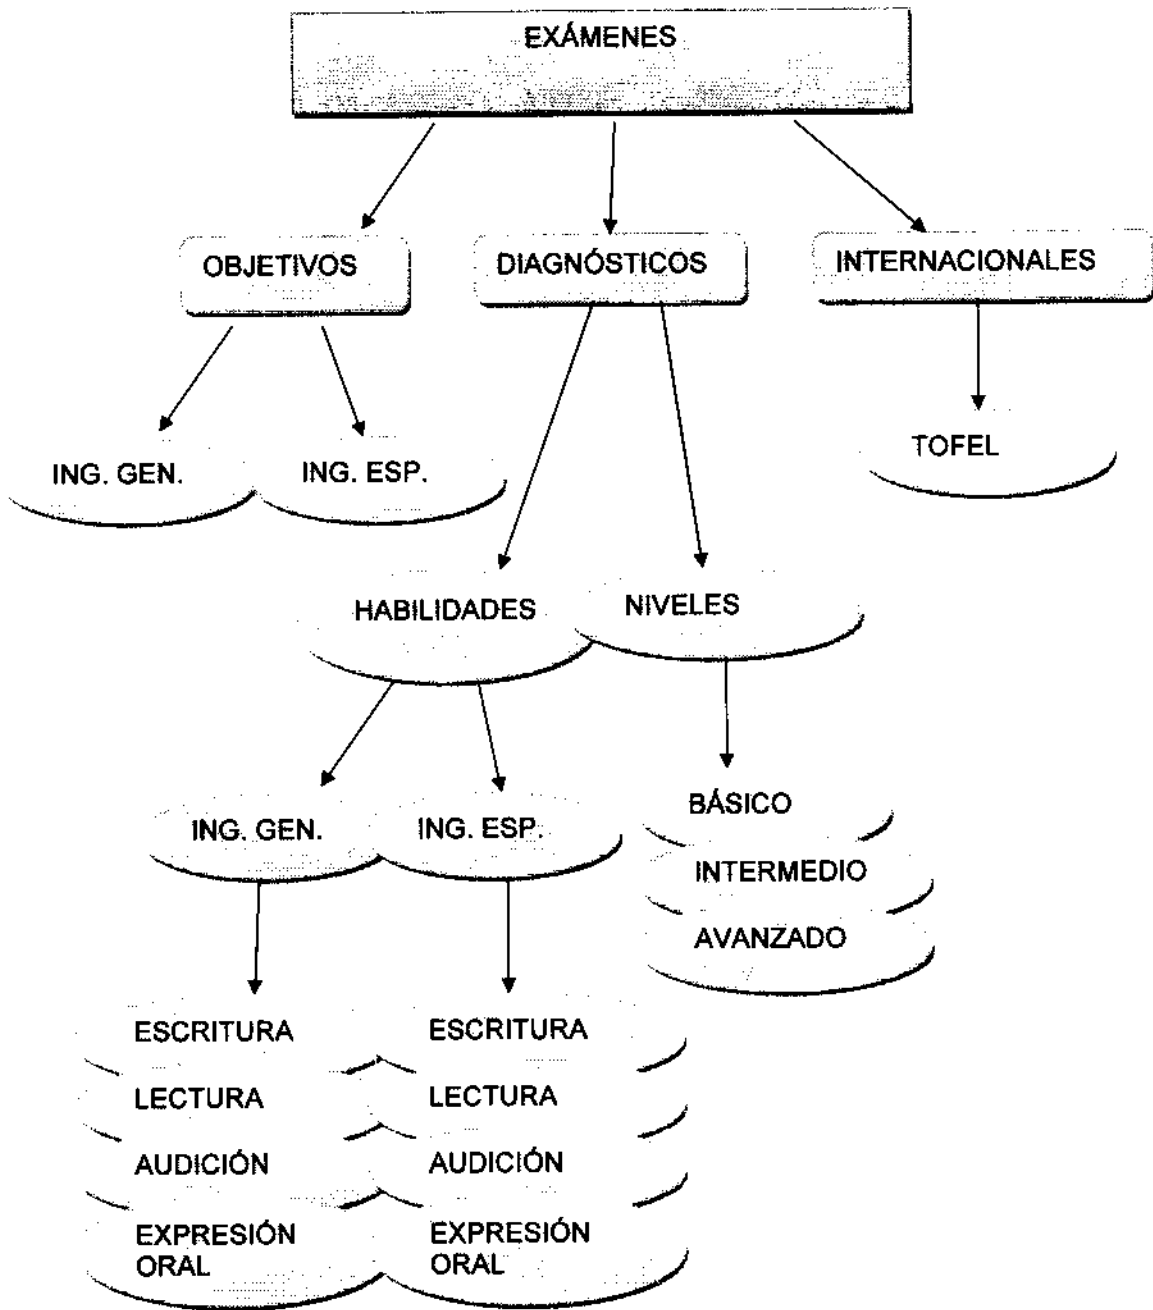 EXÁMENES
OBJETIVOS
DIAGNÓSTICOS
INTERNACIONALES
ING. GEN.
ING. ESP.
TOFEL
HABILIDADES
NIVELES
ING. GEN.
ING. ESP.
BÁSICO
INTERMEDIO
AVANZADO
ESCRITURA
LECTURA
AUDICIÓN
EXPRESIÓN
ORAL
ESCRITURA
LECTURA
AUDICIÓN
EXPRESIÓN
ORAL